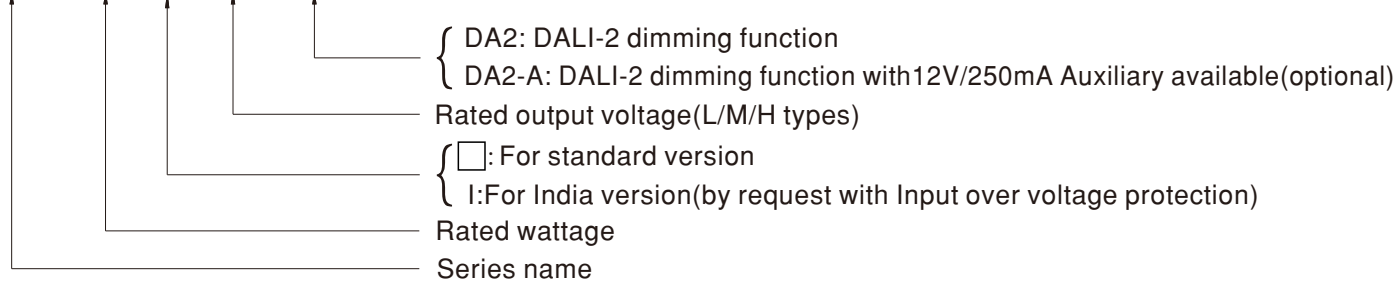 DA2: DALI-2 dimming function
DA2-A: DALI-2 dimming function with12V/250mA Auxiliary available(optional)
Rated output voltage(L/M/H types)
□: For standard version
I:For India version(by request with Input over voltage protection)
Rated wattage
Series name